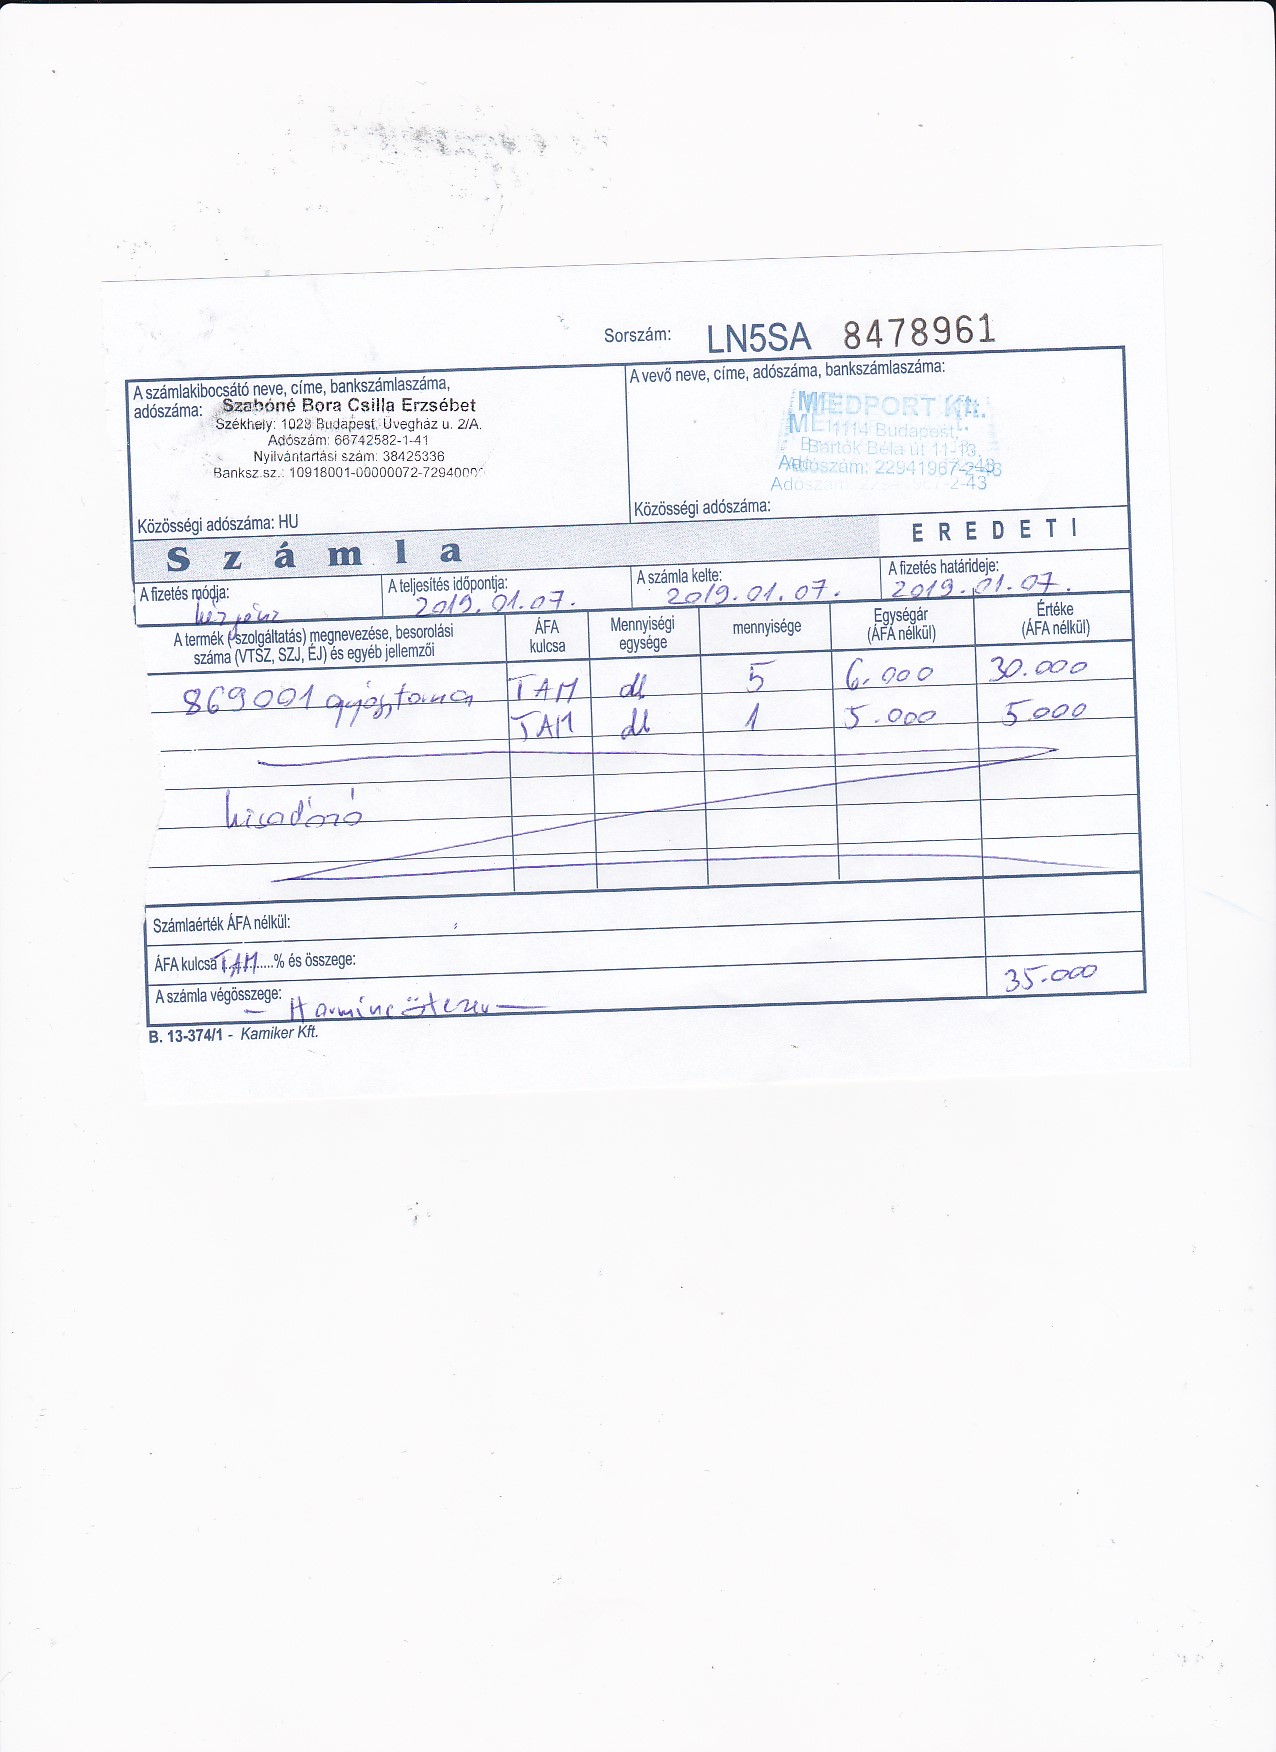 Sorszám: LN5SA 8478961
A számlakibocsátó neve, címe, bankszámlaszáma,
adószáma: Szabóné Bora Csilla Erzsébet
Székhely: 1028 Budapest, Üvegház u. 2/A.
Adószám: 66742582-1-41
Nyilvántartási szám: 38425336
Banksz.sz.: 10918001-00000072-7294000
Közösségi adószáma: HU
A vevő neve, címe, adószáma, bankszámlaszáma:
MEDPORT Kft.
1114 Budapest,
Bartók Béla út 11-13.
Adószám: 22941967-2-43
Közösségi adószáma:
Számla
EREDETI
A fizetés módja: A teljesítés időpontja: A számla kelte: A fizetés határideje:
készpénz 2019.01.07. 2019.01.07. 2019.01.07.
A termék (-szolgáltatás) megnevezése, besorolási
száma (VTSZ, SZJ, ÉJ) és egyéb jellemzői
ÁFA
kulcsa
Mennyiségi
egysége
mennyisége
Egységár
(ÁFA nélkül)
Értéke
(ÁFA nélkül)
869001 gyógytorna TAM db 5 6.000 30.000
TAM db 1 5.000 5000
kisadózó
Számlaérték ÁFA nélkül:
ÁFA kulcsa TAM.....% és összege:
A számla végösszege: — Harmincötezer — 35.000
B. 13-374/1 - Kamiker Kft.